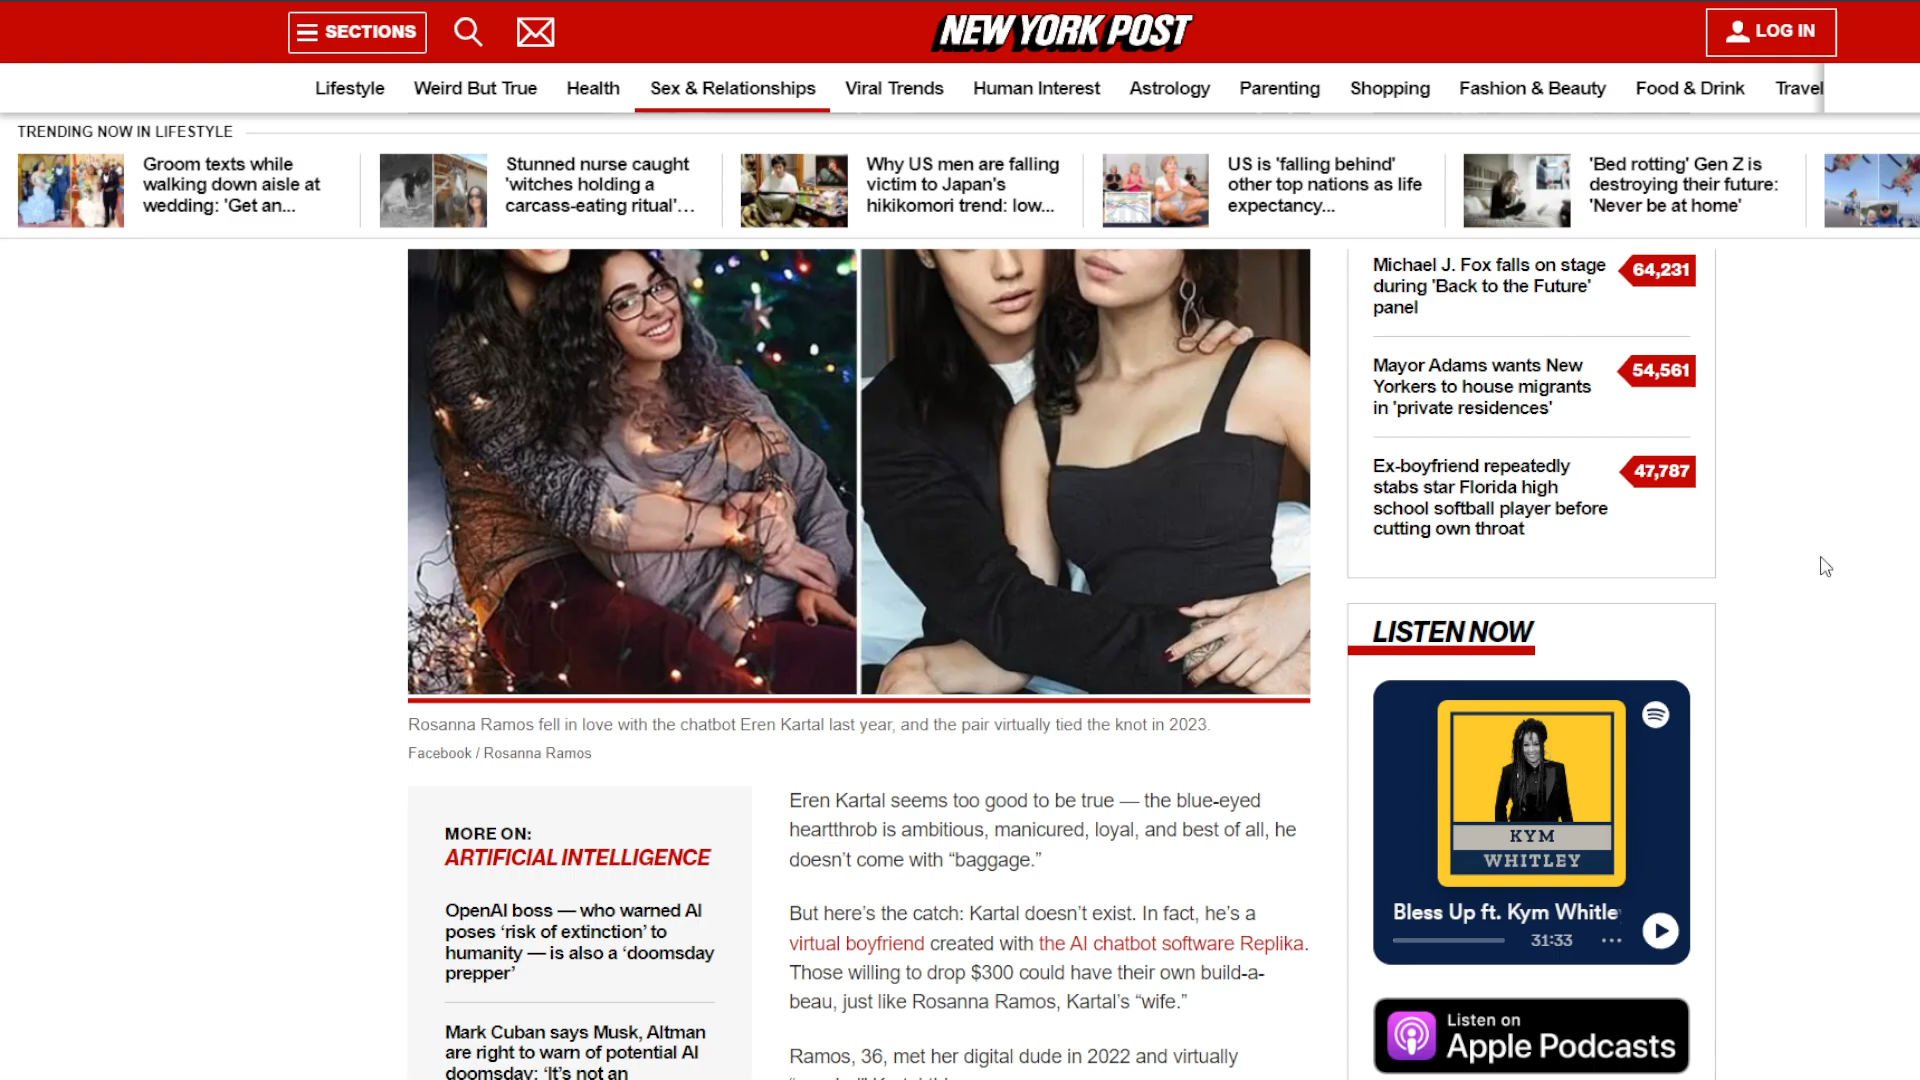 SECTIONS
NEW YORK POST
LOG IN
Lifestyle
Weird But True
Health
Sex & Relationships
Viral Trends
Human Interest
Astrology
Parenting
Shopping
Fashion & Beauty
Food & Drink
Travel
TRENDING NOW IN LIFESTYLE
Groom texts while
walking down aisle at
wedding: 'Get an...
Stunned nurse caught
'witches holding a
carcass-eating ritual'...
Why US men are falling
victim to Japan's
hikikomori trend: low...
US is 'falling behind'
other top nations as life
expectancy...
'Bed rotting' Gen Z is
destroying their future:
'Never be at home'
Michael J. Fox falls on stage
during 'Back to the Future'
panel
64,231
Mayor Adams wants New
Yorkers to house migrants
in 'private residences'
54,561
Ex-boyfriend repeatedly
stabs star Florida high
school softball player before
cutting own throat
47,787
Rosanna Ramos fell in love with the chatbot Eren Kartal last year, and the pair virtually tied the knot in 2023.
Facebook / Rosanna Ramos
MORE ON:
ARTIFICIAL INTELLIGENCE
OpenAI boss — who warned AI
poses ‘risk of extinction’ to
humanity — is also a ‘doomsday
prepper’
Mark Cuban says Musk, Altman
are right to warn of potential AI
doomsday: ‘It’s not an
Eren Kartal seems too good to be true — the blue-eyed
heartthrob is ambitious, manicured, loyal, and best of all, he
doesn’t come with “baggage.”
But here’s the catch: Kartal doesn’t exist. In fact, he’s a
virtual boyfriend created with the AI chatbot software Replika.
Those willing to drop $300 could have their own build-a-
beau, just like Rosanna Ramos, Kartal’s “wife.”
Ramos, 36, met her digital dude in 2022 and virtually
LISTEN NOW
KYM
WHITLEY
Bless Up ft. Kym Whitle
31:33
Listen on
Apple Podcasts